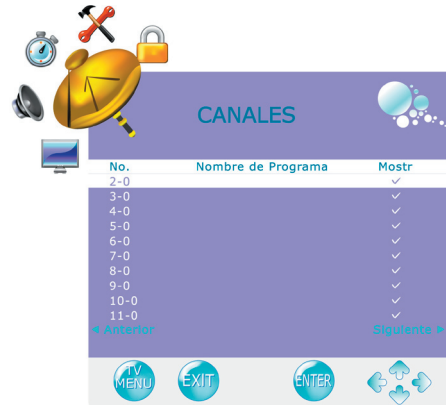 CANALES
No. Nombre de Programa Mostr
2-0
3-0
4-0
5-0
6-0
7-0
8-0
9-0
10-0
11-0
Anterior Siguiente
TV MENU EXIT ENTER